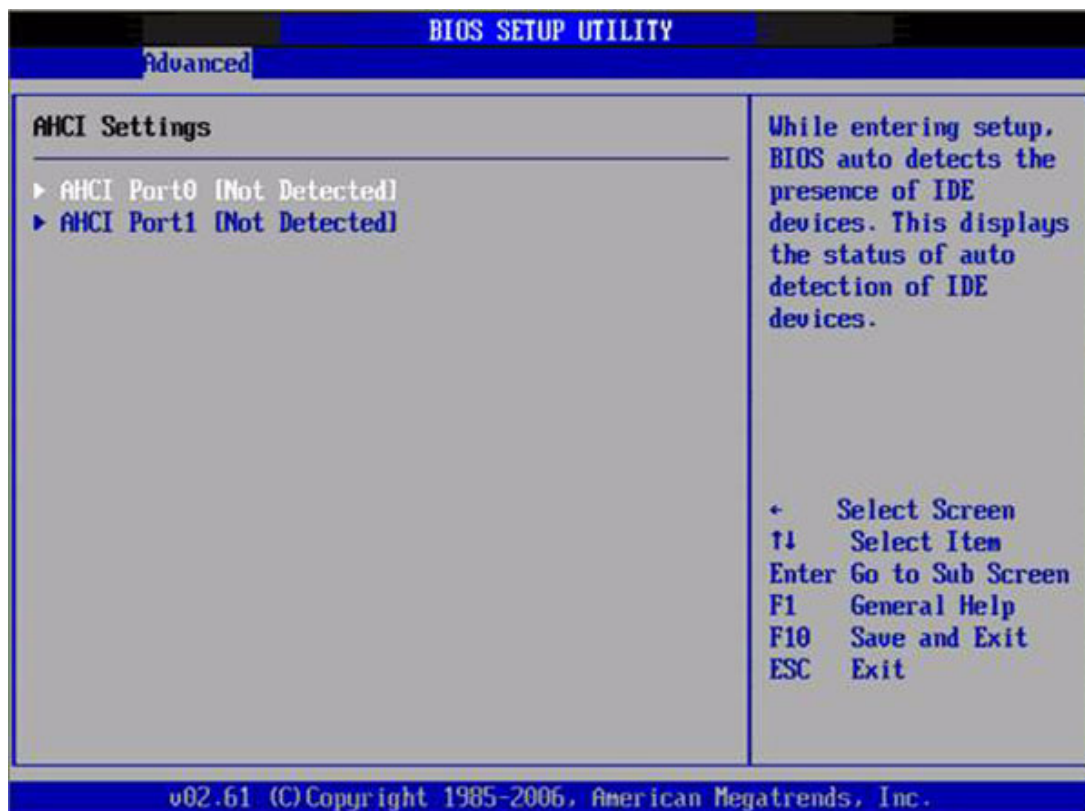 BIOS SETUP UTILITY
Advanced
AHCI Settings
▶ AHCI Port0 [Not Detected]
▶ AHCI Port1 [Not Detected]
While entering setup,
BIOS auto detects the
presence of IDE
devices. This displays
the status of auto
detection of IDE
devices.
← Select Screen
↑↓ Select Item
Enter Go to Sub Screen
F1 General Help
F10 Save and Exit
ESC Exit
v02.61 (C)Copyright 1985-2006, American Megatrends, Inc.